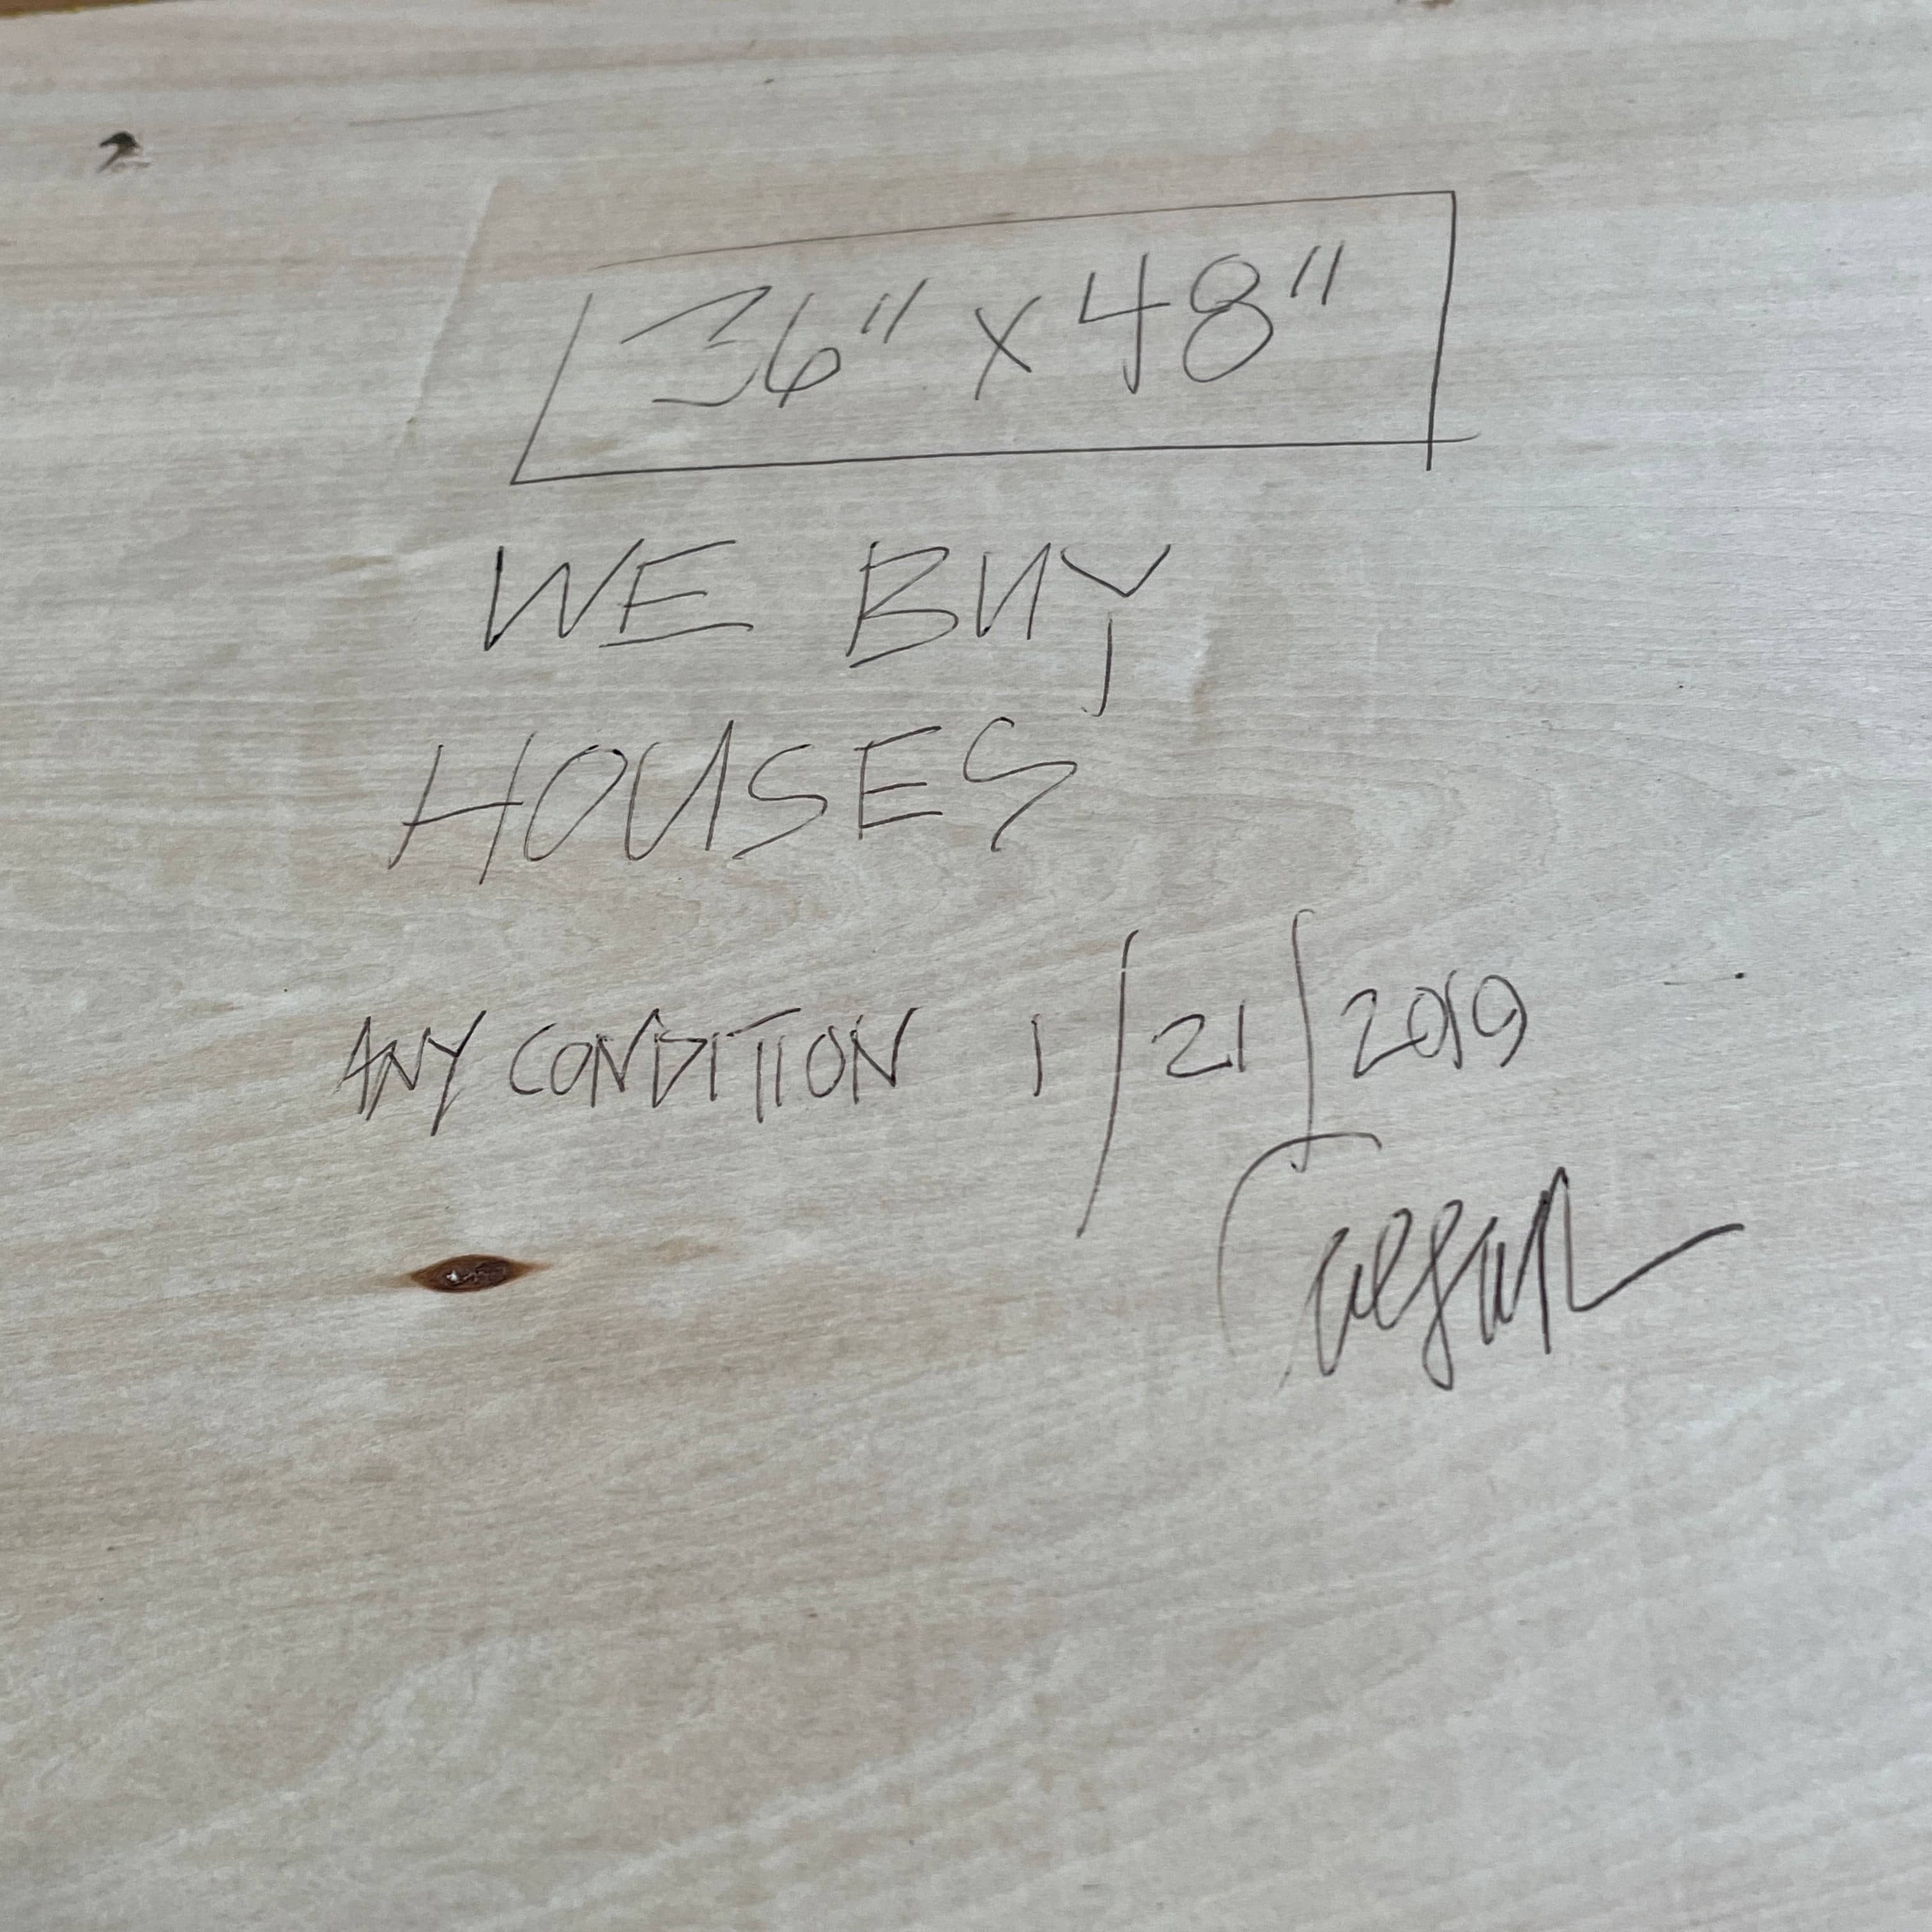 36" x 48"
WE BUY
HOUSES
ANY CONDITION 1/21/2019